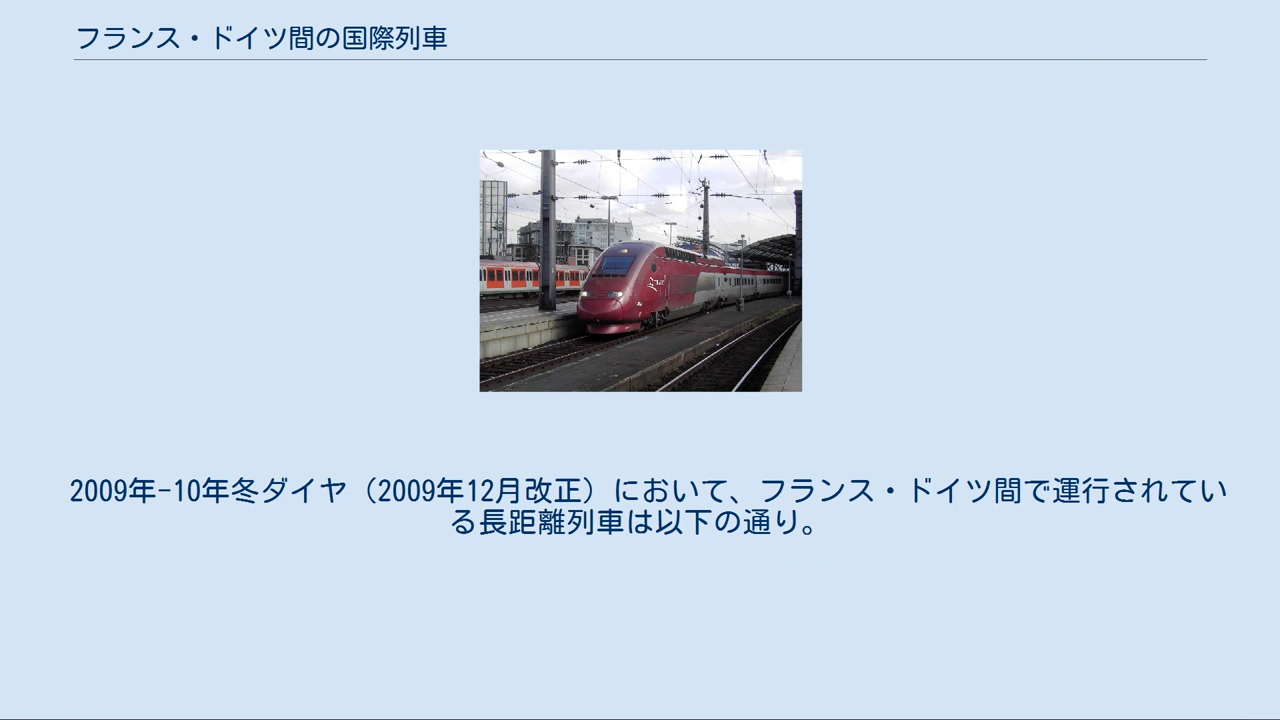 フランス・ドイツ間の国際列車
2009年-10年冬ダイヤ（2009年12月改正）において、フランス・ドイツ間で運行されてい
る長距離列車は以下の通り。